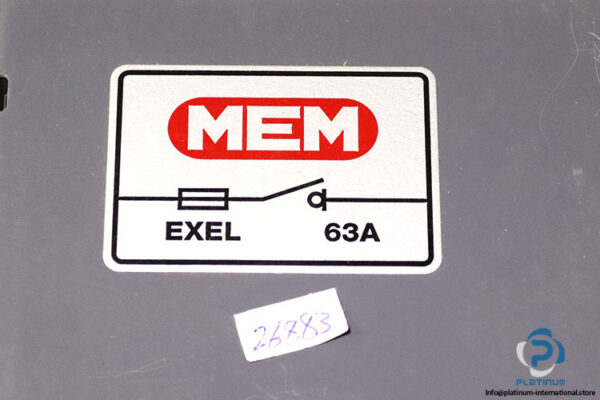 MEM
EXEL 63A
26883
PLATINUM
Info@platinum-international.store